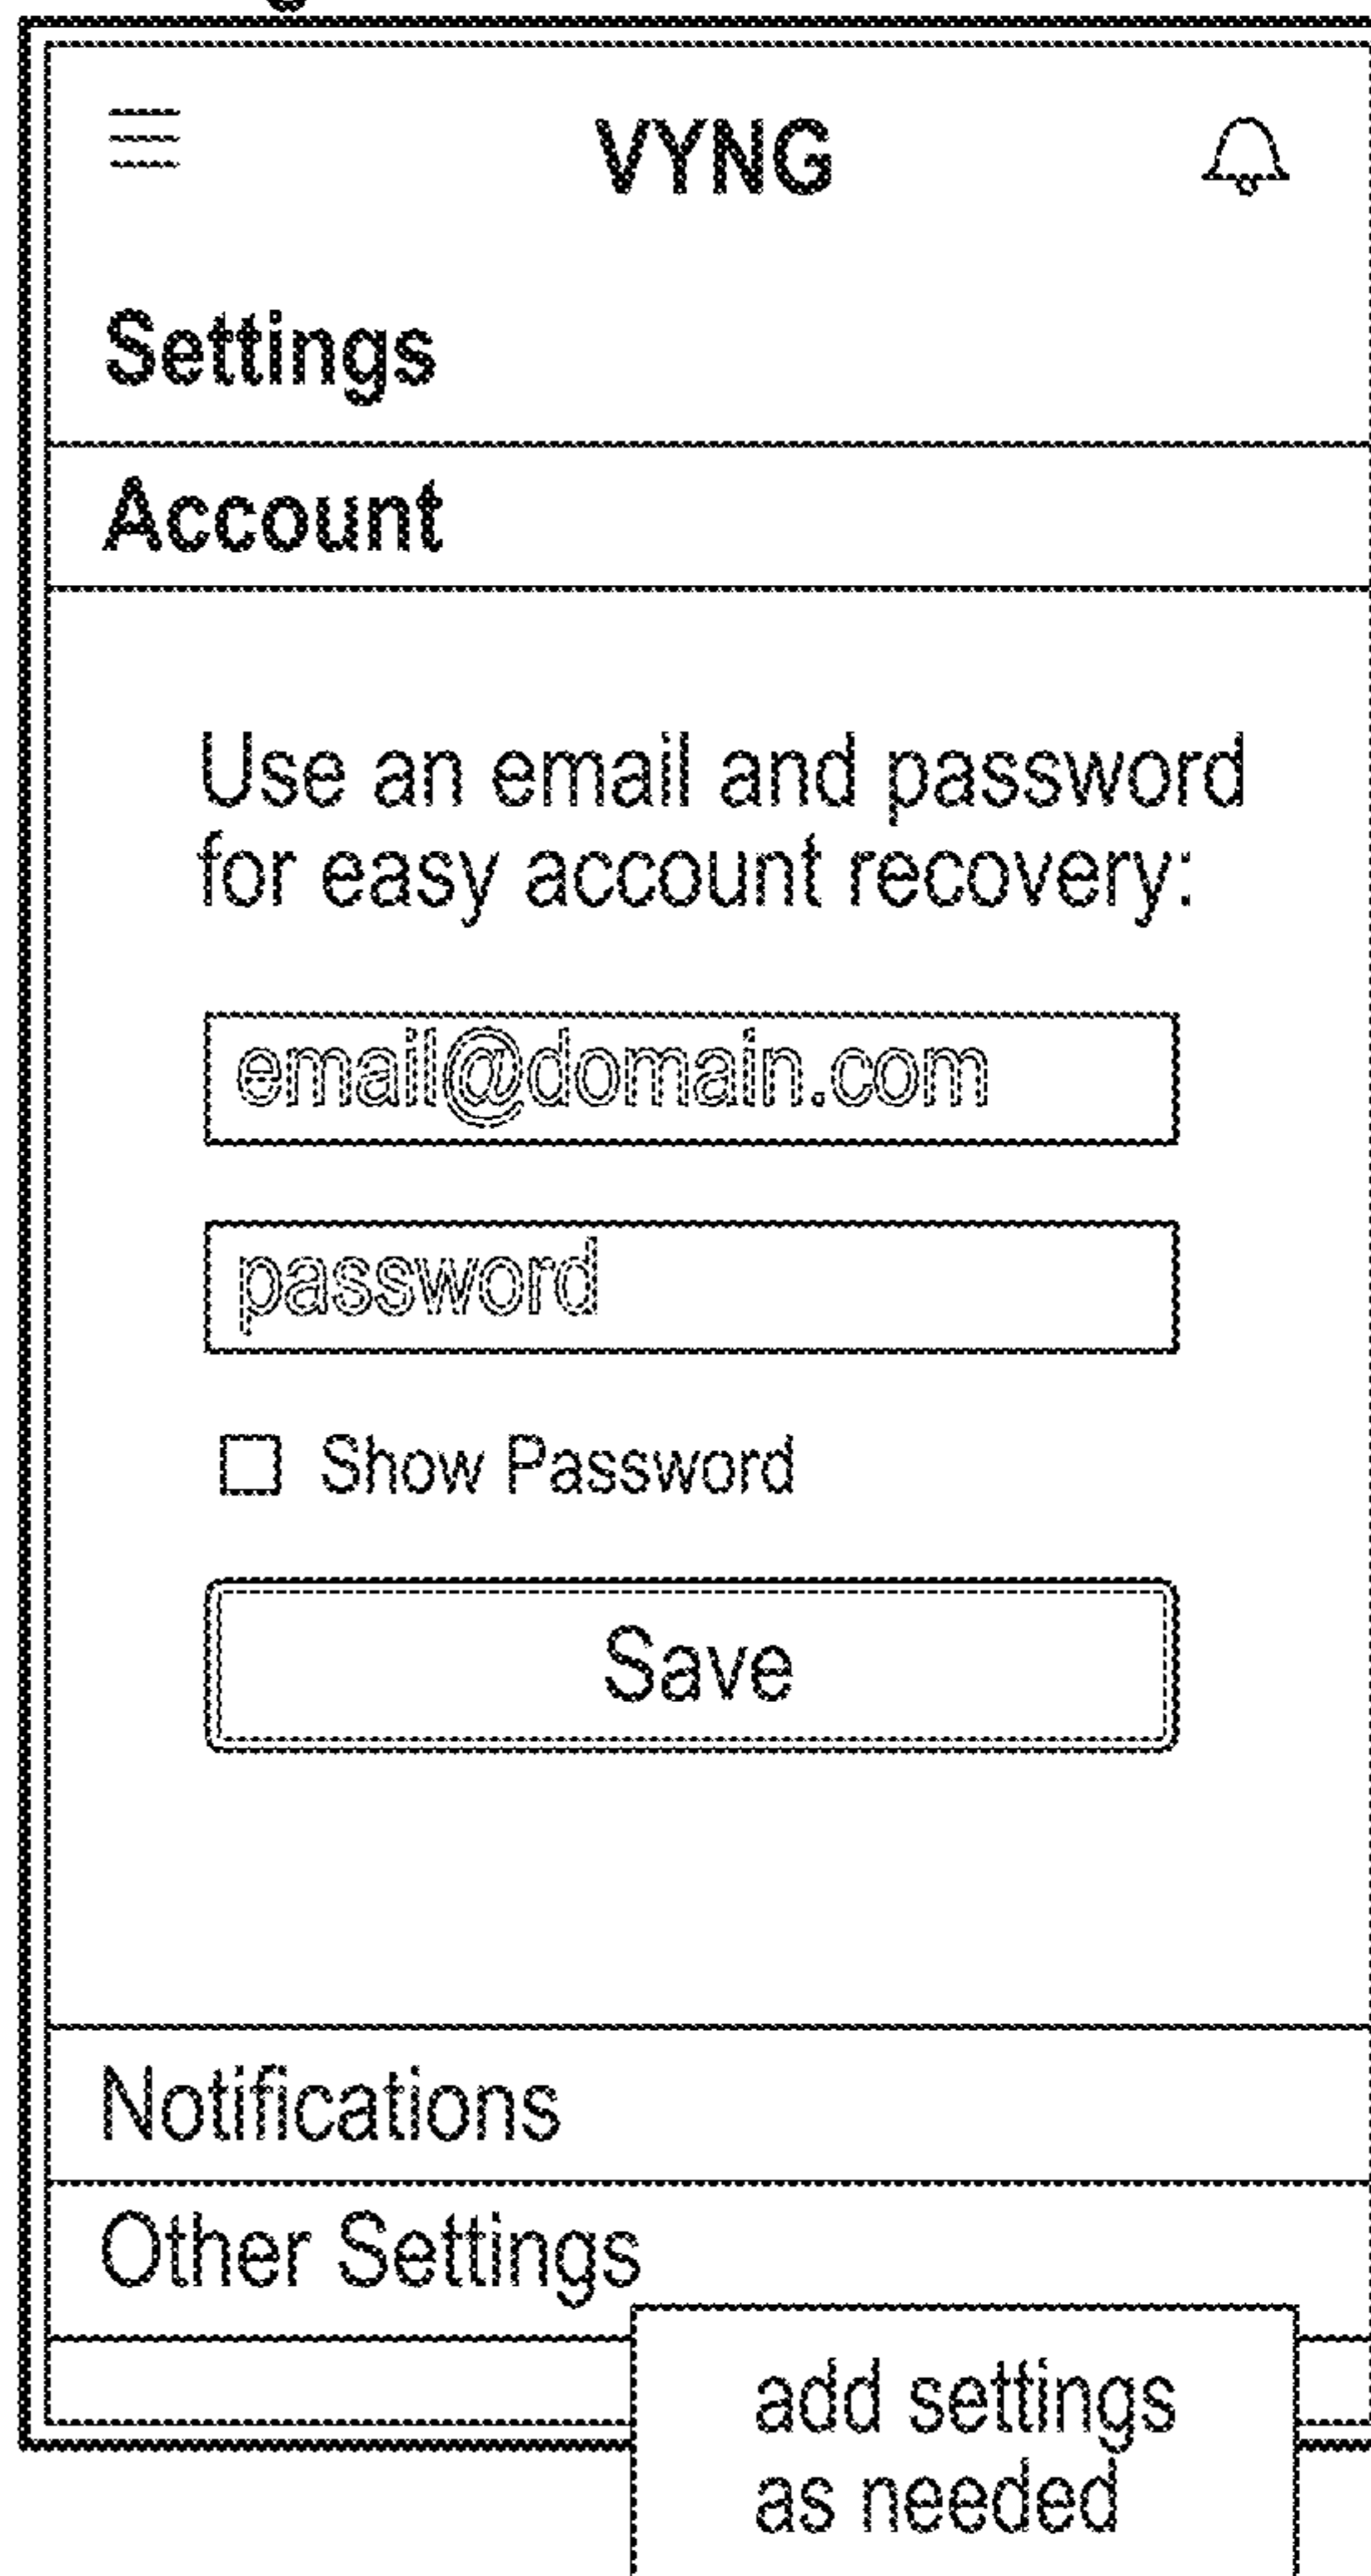 VYNG
Settings
Account
Use an email and password
for easy account recovery:
email@domain.com
password
Show Password
Save
Notifications
Other Settings
add settings
as needed